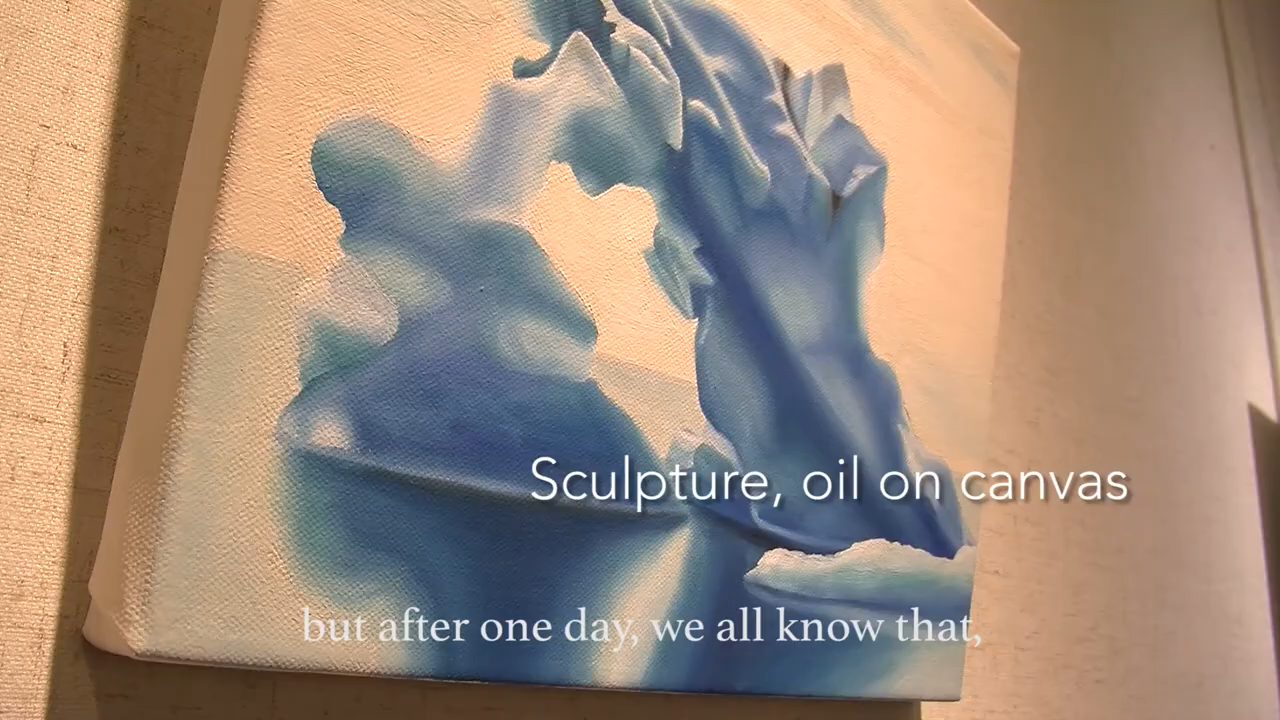 Sculpture, oil on canvas
but after one day, we all know that,